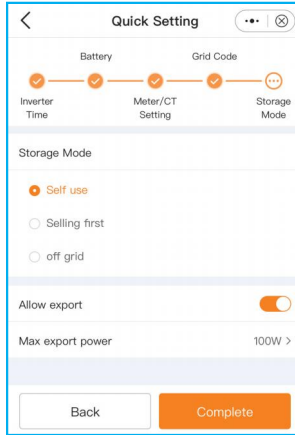 Quick Setting
Battery
Grid Code
Inverter
Time
Meter/CT
Setting
Storage
Mode
Storage Mode
Self use
Selling first
off grid
Allow export
Max export power
100W >
Back
Complete